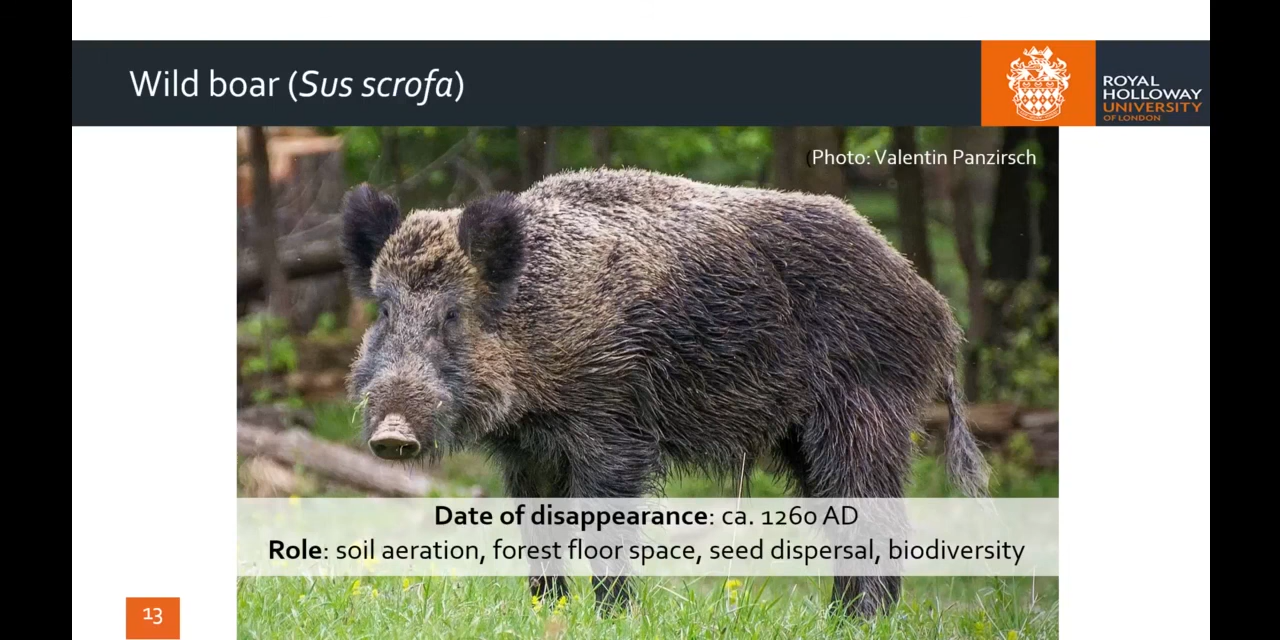 Wild boar (Sus scrofa)
ROYAL
HOLLOWAY
UNIVERSITY
OF LONDON
(Photo: Valentin Panzirsch
Date of disappearance: ca. 1260 AD
Role: soil aeration, forest floor space, seed dispersal, biodiversity
13